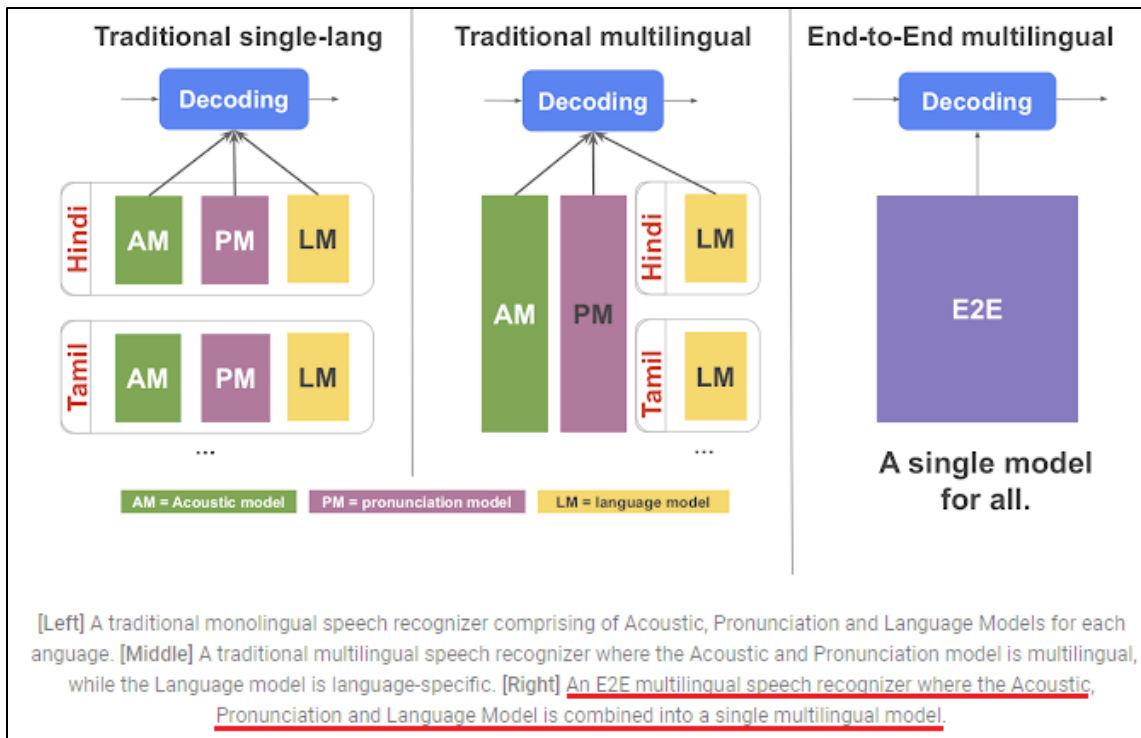 Traditional single-lang
Decoding
Hindi
AM
PM
LM
Tamil
AM
PM
LM
...
Traditional multilingual
Decoding
AM
PM
Hindi
LM
Tamil
LM
...
End-to-End multilingual
Decoding
E2E
A single model
for all.
AM = Acoustic model
PM = pronunciation model
LM = language model
[Left] A traditional monolingual speech recognizer comprising of Acoustic, Pronunciation and Language Models for each
anguage. [Middle] A traditional multilingual speech recognizer where the Acoustic and Pronunciation model is multilingual,
while the Language model is language-specific. [Right] An E2E multilingual speech recognizer where the Acoustic,
Pronunciation and Language Model is combined into a single multilingual model.